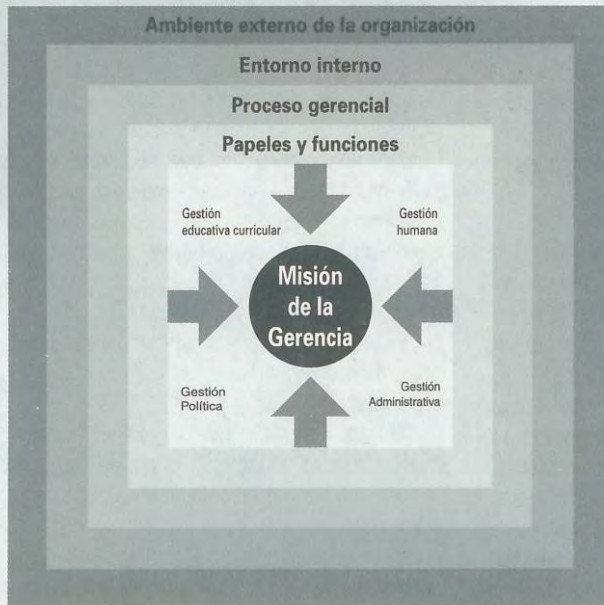 Ambiente externo de la organización
Entorno interno
Proceso gerencial
Papeles y funciones
Gestión
educativa curricular
Gestión
humana
Misión
de la
Gerencia
Gestión
Política
Gestión
Administrativa